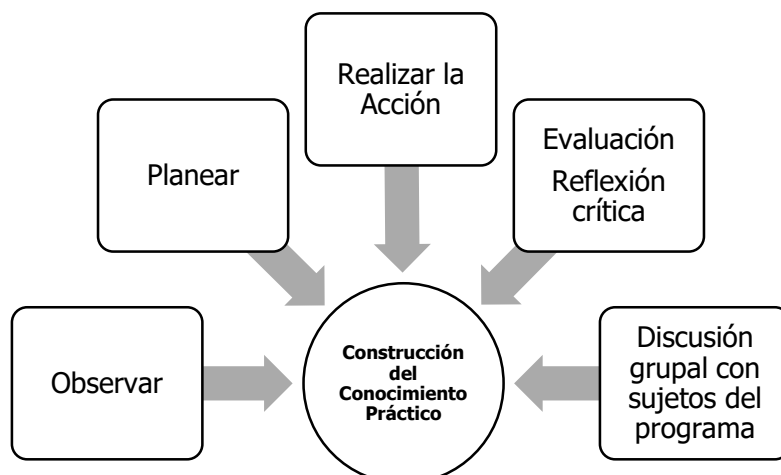 Realizar la
Acción
Planear
Evaluación
Reflexión
crítica
Observar
Construcción
del
Conocimiento
Práctico
Discusión
grupal con
sujetos del
programa